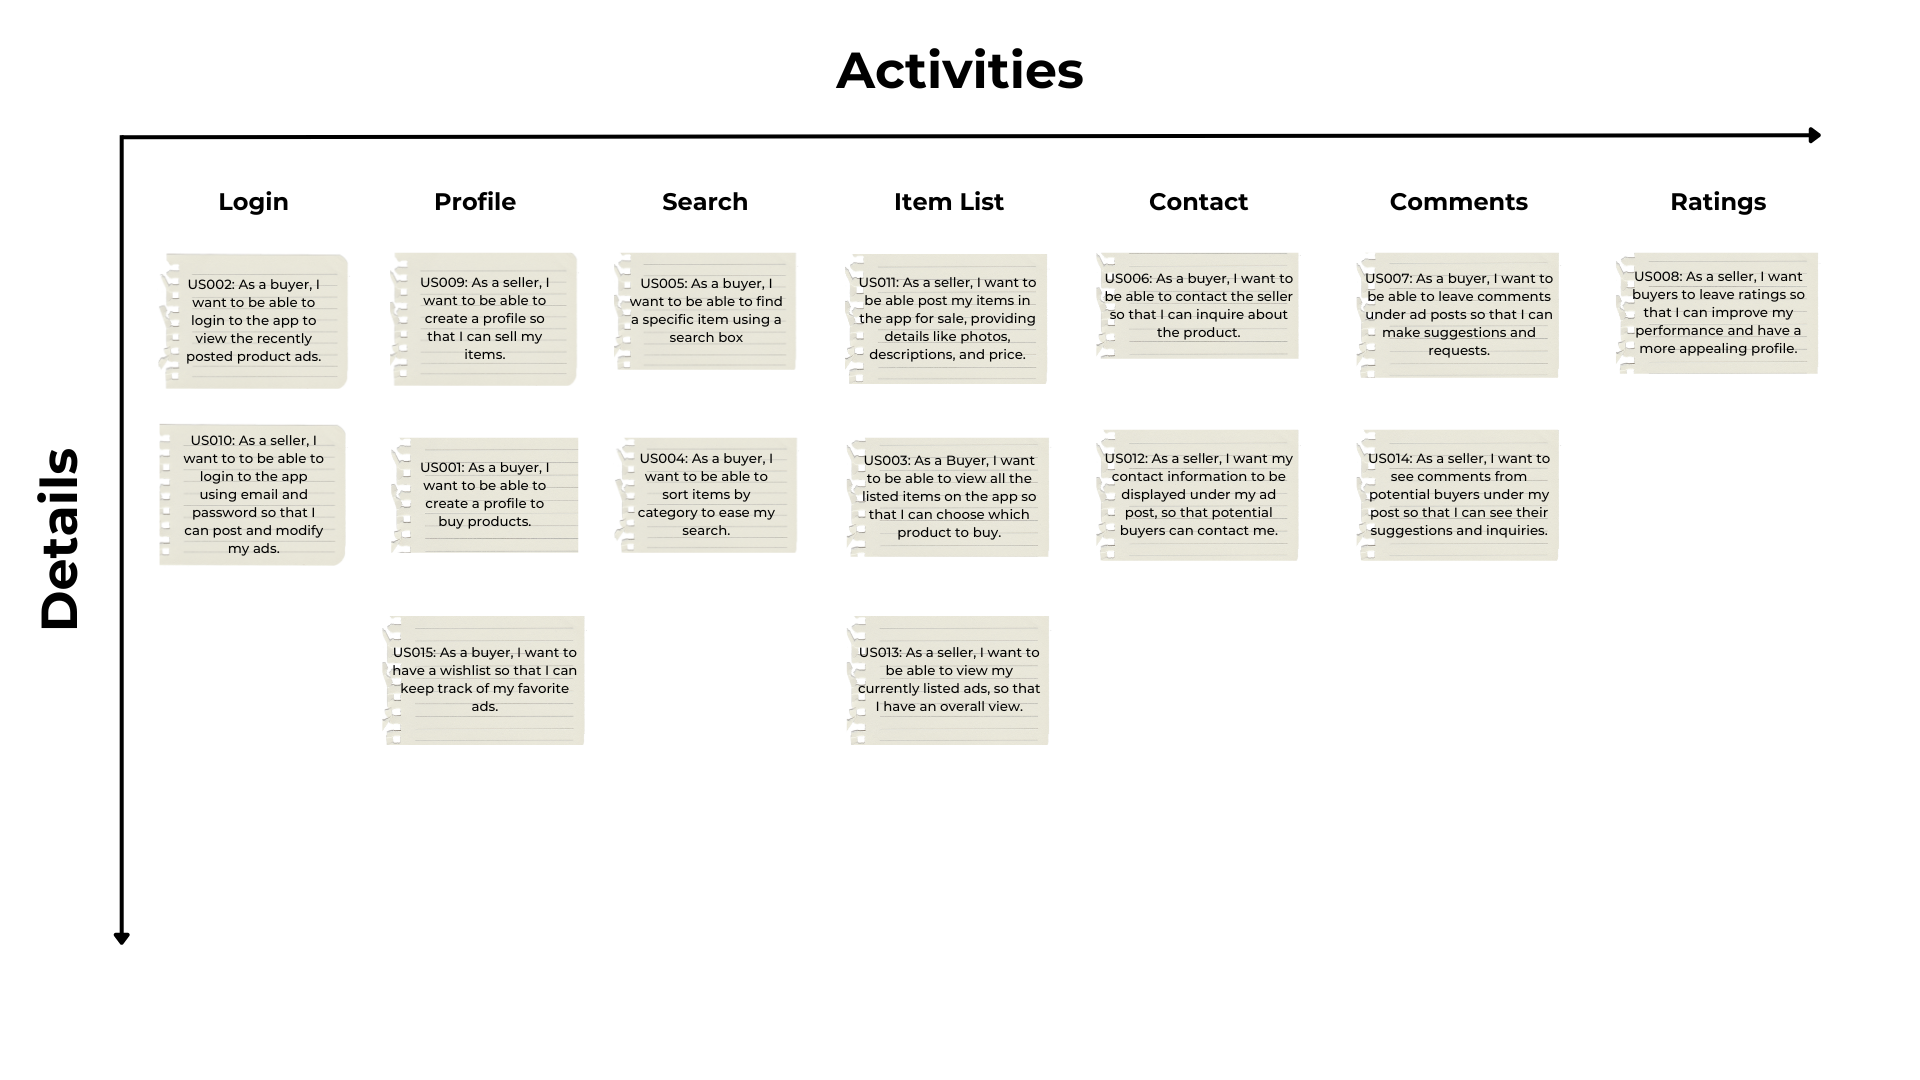 Activities
Details
Login
Profile
Search
Item List
Contact
Comments
Ratings
US002: As a buyer, I
want to be able to
login to the app to
view the recently
posted product ads.
US009: As a seller, I
want to be able to
create a profile so
that I can sell my
items.
US005: As a buyer, I
want to be able to find
a specific item using a
search box
US011: As a seller, I want to
be able post my items in
the app for sale, providing
details like photos,
descriptions, and price.
US006: As a buyer, I want to
be able to contact the seller
so that I can inquire about
the product.
US007: As a buyer, I want to
be able to leave comments
under ad posts so that I can
make suggestions and
requests.
US008: As a seller, I want
buyers to leave ratings so
that I can improve my
performance and have a
more appealing profile.
US010: As a seller, I
want to to be able to
login to the app
using email and
password so that I
can post and modify
my ads.
US001: As a buyer, I
want to be able to
create a profile to
buy products.
US004: As a buyer, I
want to be able to
sort items by
category to ease my
search.
US003: As a Buyer, I want
to be able to view all the
listed items on the app so
that I can choose which
product to buy.
US012: As a seller, I want my
contact information to be
displayed under my ad
post, so that potential
buyers can contact me.
US014: As a seller, I want to
see comments from
potential buyers under my
post so that I can see their
suggestions and inquiries.
US015: As a buyer, I want to
have a wishlist so that I can
keep track of my favorite
ads.
US013: As a seller, I want to
be able to view my
currently listed ads, so that
I have an overall view.